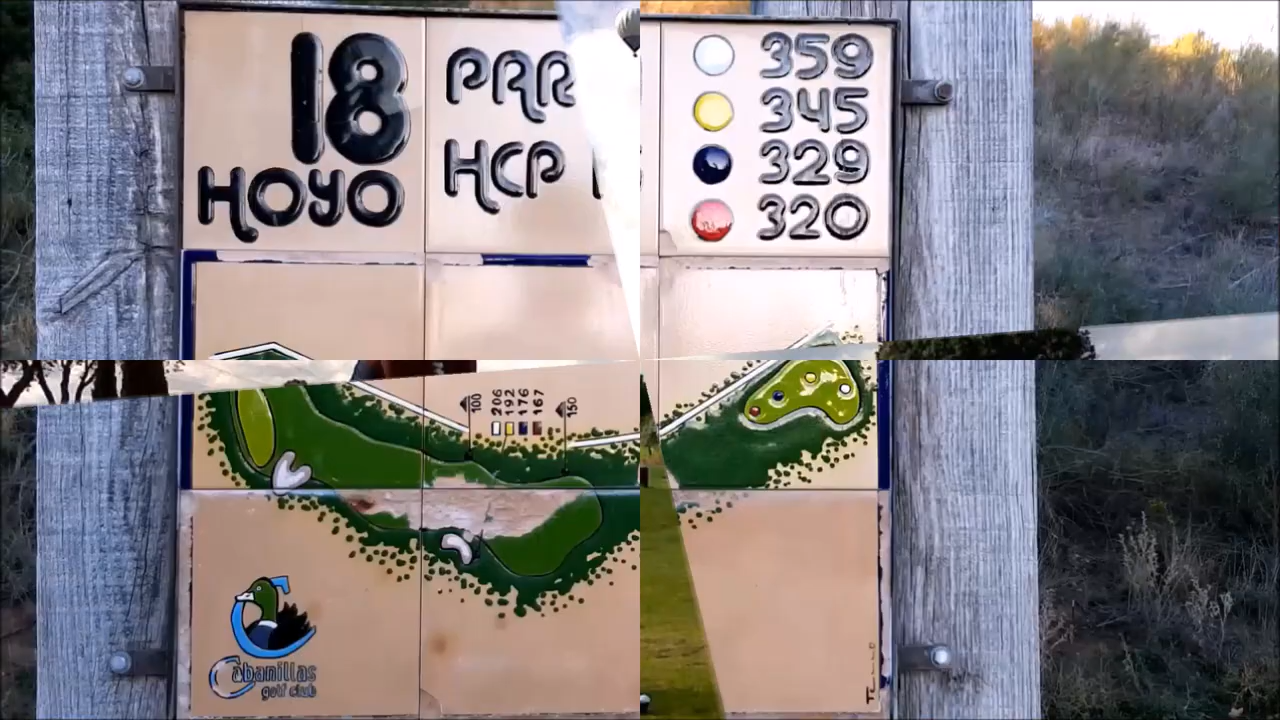 18
HOYO
PAR
HCP
359
345
329
320
100
206
192
176
167
150
Cabanillas
golf club